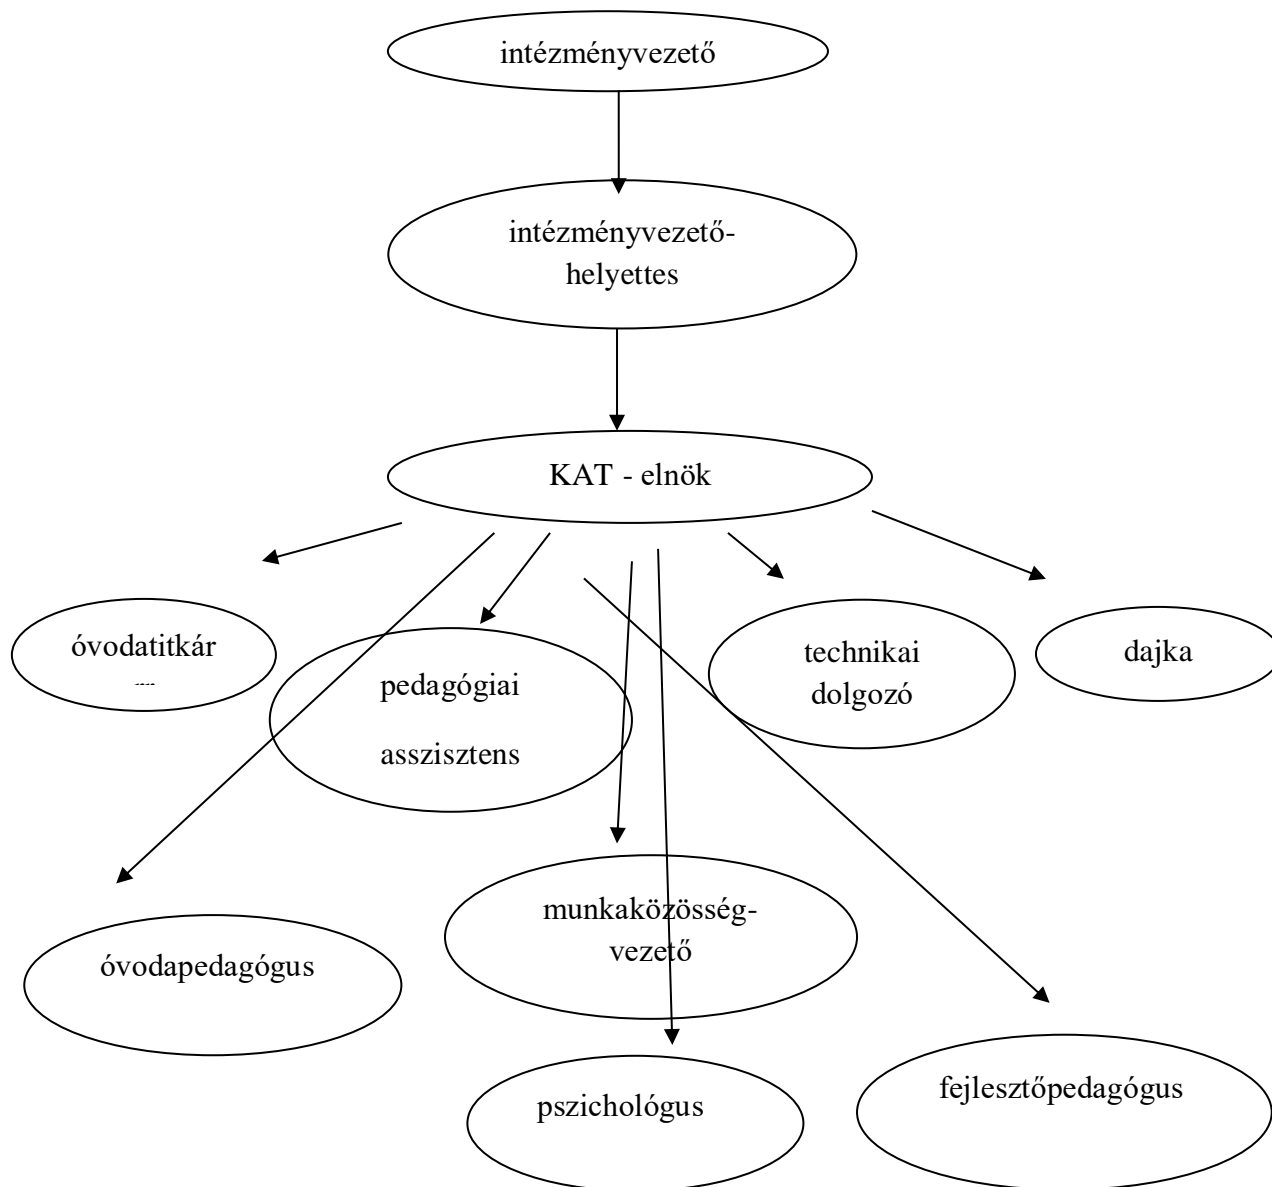 intézményvezető
intézményvezető-
helyettes
KAT - elnök
óvodatitkár
pedagógiai
asszisztens
technikai
dolgozó
dajka
óvodapedagógus
munkaközösség-
vezető
pszichológus
fejlesztőpedagógus